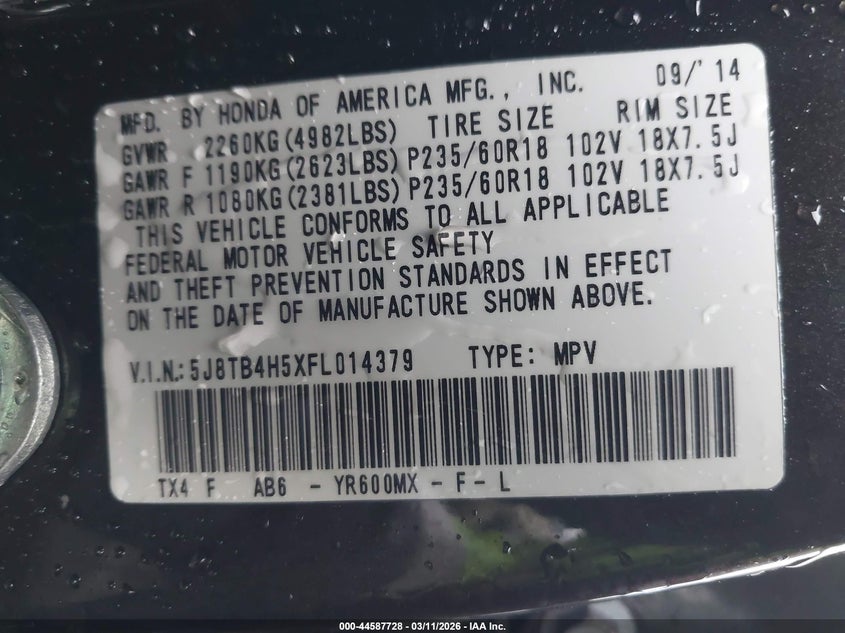 MFD. BY HONDA OF AMERICA MFG., INC. 09/'14
GVWR 2260KG(4982LBS) TIRE SIZE RIM SIZE
GAWR F 1190KG(2623LBS) P235/60R18 102V 18X7.5J
GAWR R 1080KG(2381LBS) P235/60R18 102V 18X7.5J
THIS VEHICLE CONFORMS TO ALL APPLICABLE
FEDERAL MOTOR VEHICLE SAFETY
AND THEFT PREVENTION STANDARDS IN EFFECT
ON THE DATE OF MANUFACTURE SHOWN ABOVE.
V.I.N.: 5J8TB4H5XFL014379 TYPE: MPV
TX4 F AB6 - YR600MX - F - L
000-44587728 - 03/11/2026 - IAA Inc.